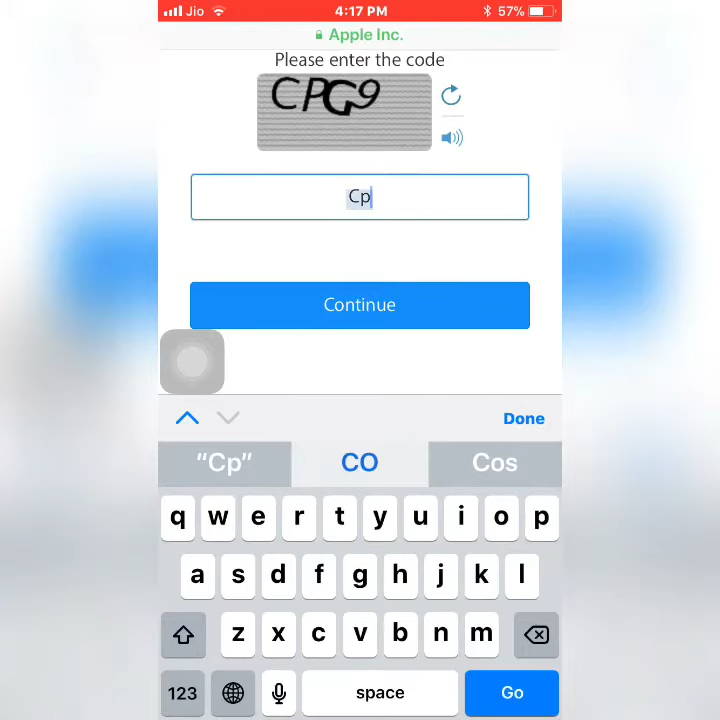 Jio 4:17 PM 57%
Apple Inc.
Please enter the code
CPG9
Cp
Continue
Done
"Cp" CO Cos
q w e r t y u i o p
a s d f g h j k l
z x c v b n m
123 space Go